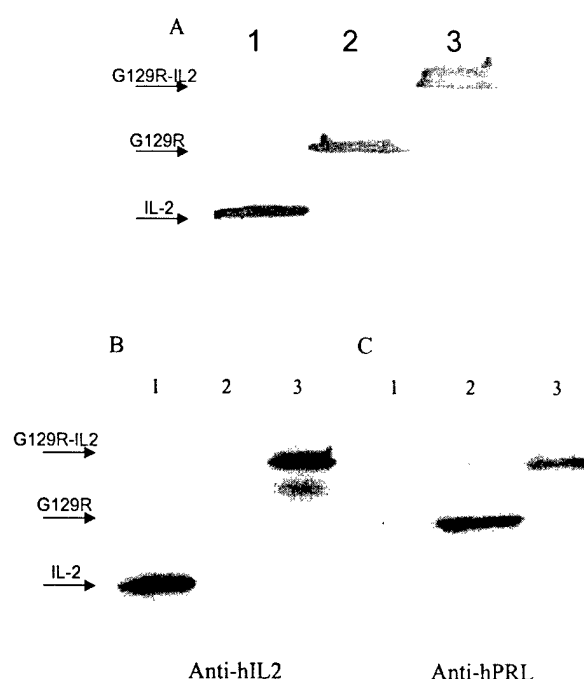 A
1 2 3
G129R-IL2
G129R
IL-2
B C
1 2 3 1 2 3
G129R-IL2
G129R
IL-2
Anti-hIL2 Anti-hPRL